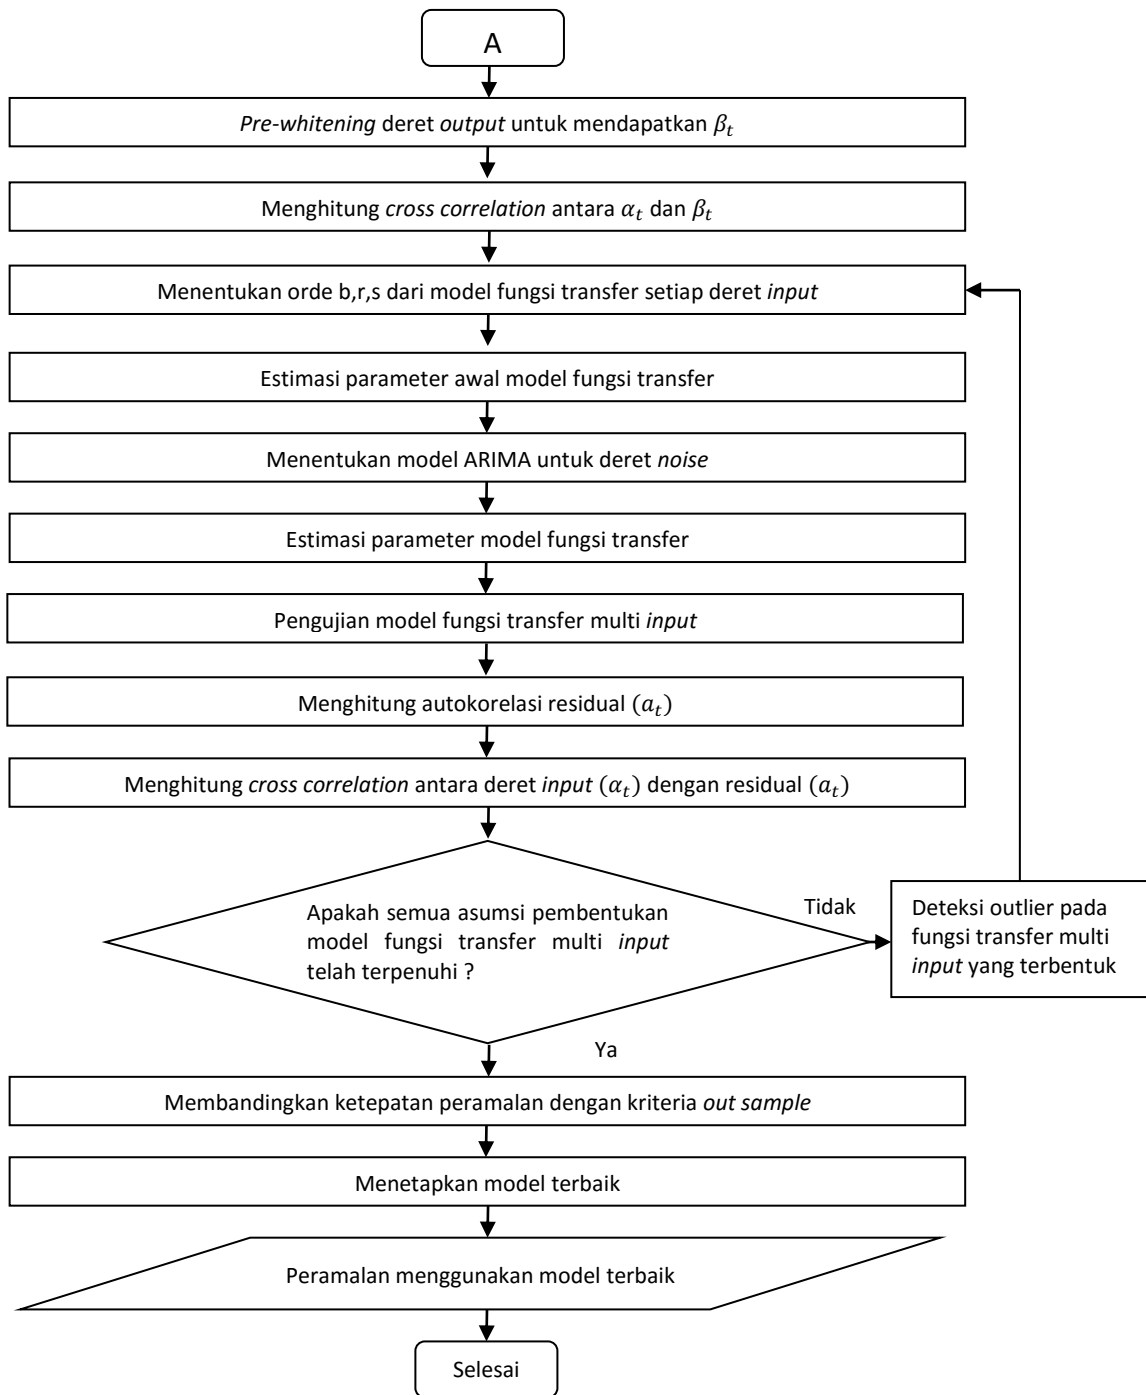 A
Pre-whitening deret output untuk mendapatkan β_t
Menghitung cross correlation antara α_t dan β_t
Menentukan orde b,r,s dari model fungsi transfer setiap deret input
Estimasi parameter awal model fungsi transfer
Menentukan model ARIMA untuk deret noise
Estimasi parameter model fungsi transfer
Pengujian model fungsi transfer multi input
Menghitung autokorelasi residual (a_t)
Menghitung cross correlation antara deret input (α_t) dengan residual (a_t)
Apakah semua asumsi pembentukan
model fungsi transfer multi input
telah terpenuhi ?
Tidak
Deteksi outlier pada
fungsi transfer multi
input yang terbentuk
Ya
Membandingkan ketepatan peramalan dengan kriteria out sample
Menetapkan model terbaik
Peramalan menggunakan model terbaik
Selesai